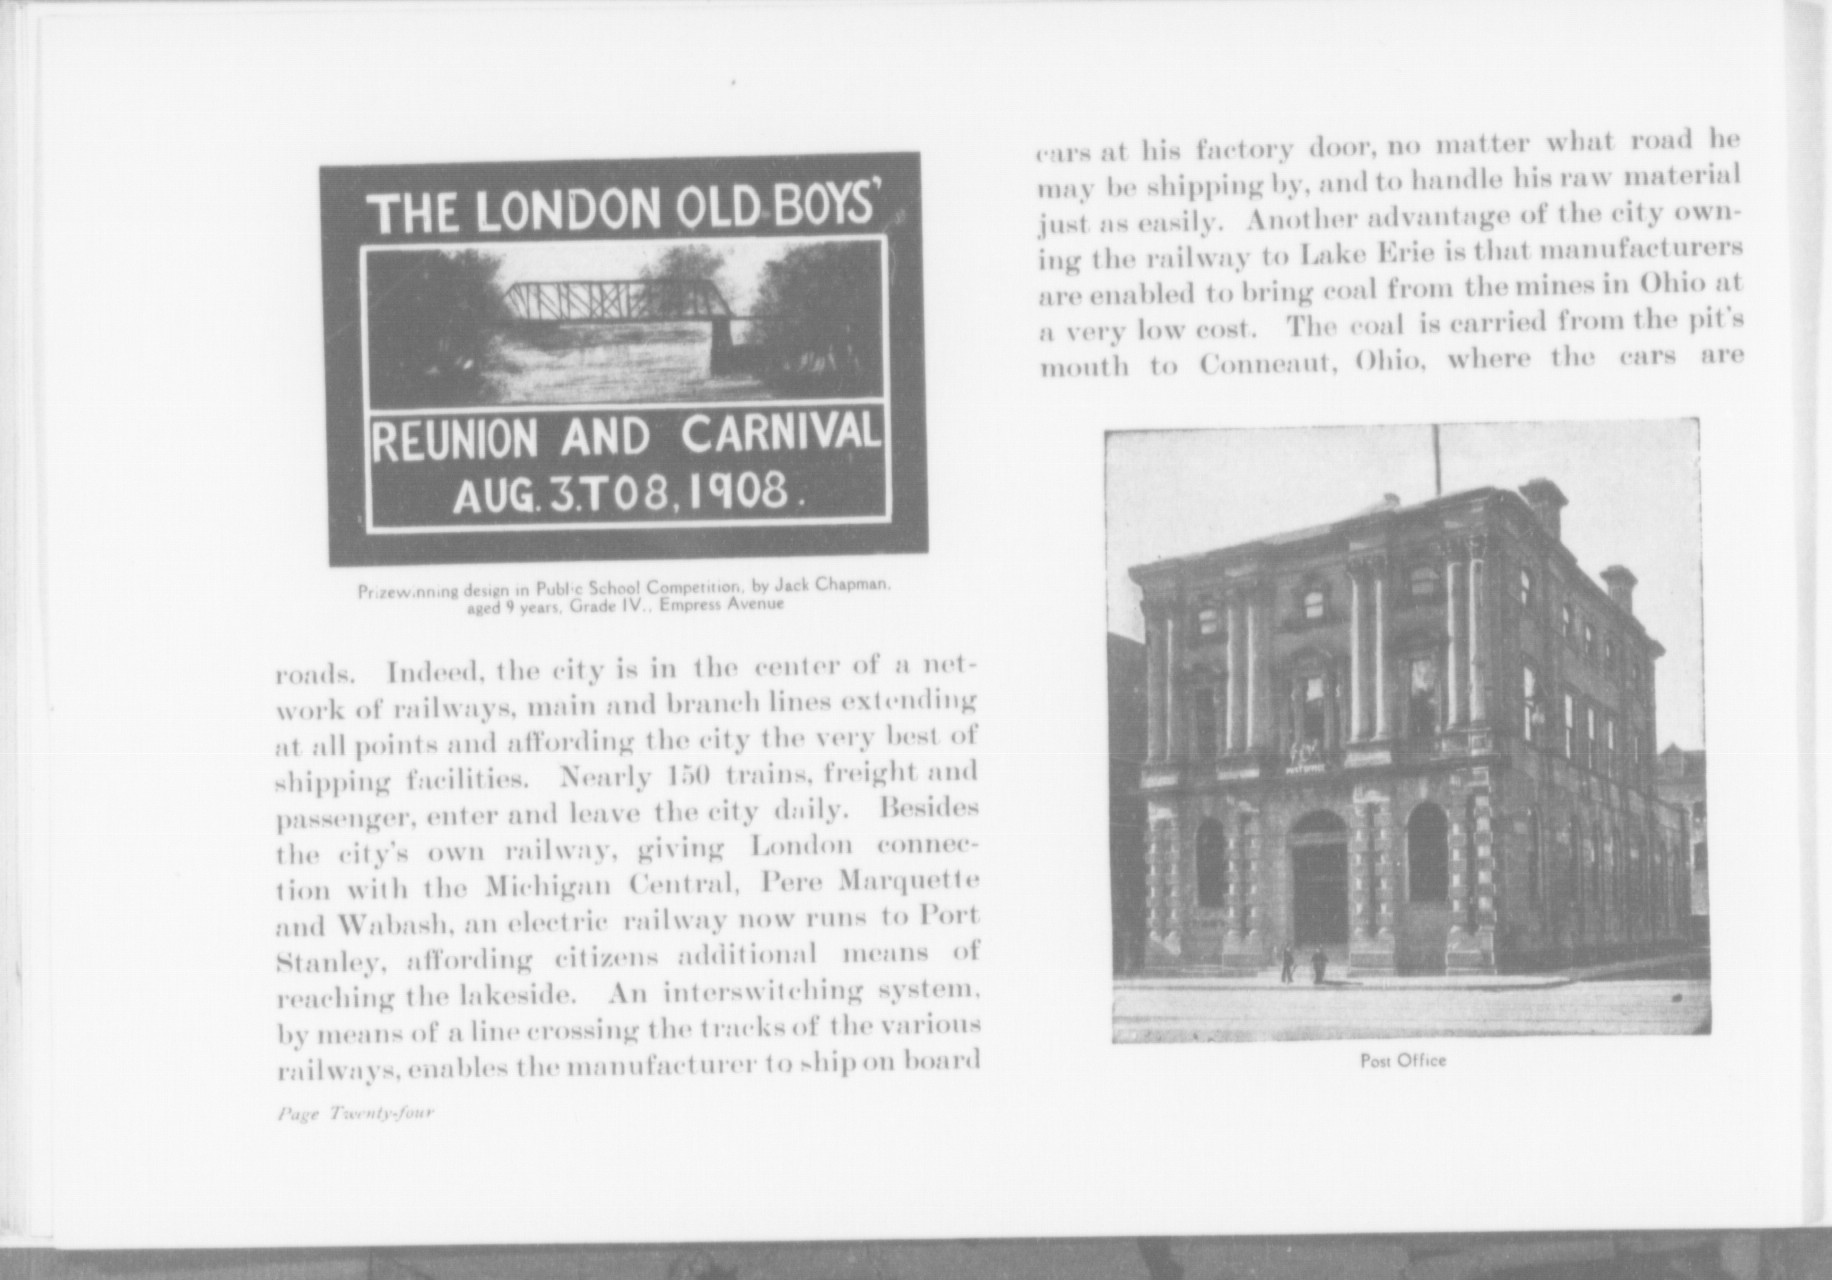 THE LONDON OLD BOYS'
REUNION AND CARNIVAL
AUG. 3. TO 8, 1908.
Prizewinning design in Public School Competition, by Jack Chapman,
aged 9 years, Grade IV., Empress Avenue
roads. Indeed, the city is in the center of a net-
work of railways, main and branch lines extending
at all points and affording the city the very best of
shipping facilities. Nearly 150 trains, freight and
passenger, enter and leave the city daily. Besides
the city's own railway, giving London connec-
tion with the Michigan Central, Pere Marquette
and Wabash, an electric railway now runs to Port
Stanley, affording citizens additional means of
reaching the lakeside. An interswitching system,
by means of a line crossing the tracks of the various
railways, enables the manufacturer to ship on board
Page Twenty-four
cars at his factory door, no matter what road he
may be shipping by, and to handle his raw material
just as easily. Another advantage of the city own-
ing the railway to Lake Erie is that manufacturers
are enabled to bring coal from the mines in Ohio at
a very low cost. The coal is carried from the pit's
mouth to Conneaut, Ohio, where the cars are
POST OFFICE
Post Office